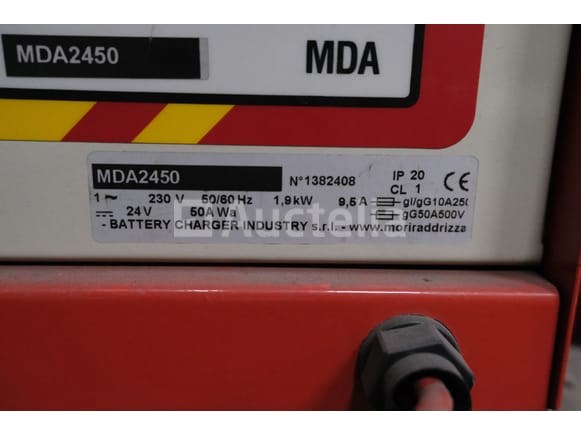 MDA2450
MDA
MDA2450 N°1382408 IP 20 CE
1~ 230 V 50/60 Hz 1,9 kW 9,5 A CL 1 gl/gG10A250
24V 50A Wa gG50A500V
- BATTERY CHARGER INDUSTRY s.r.l. - www.moriraddrizza
Auctelia